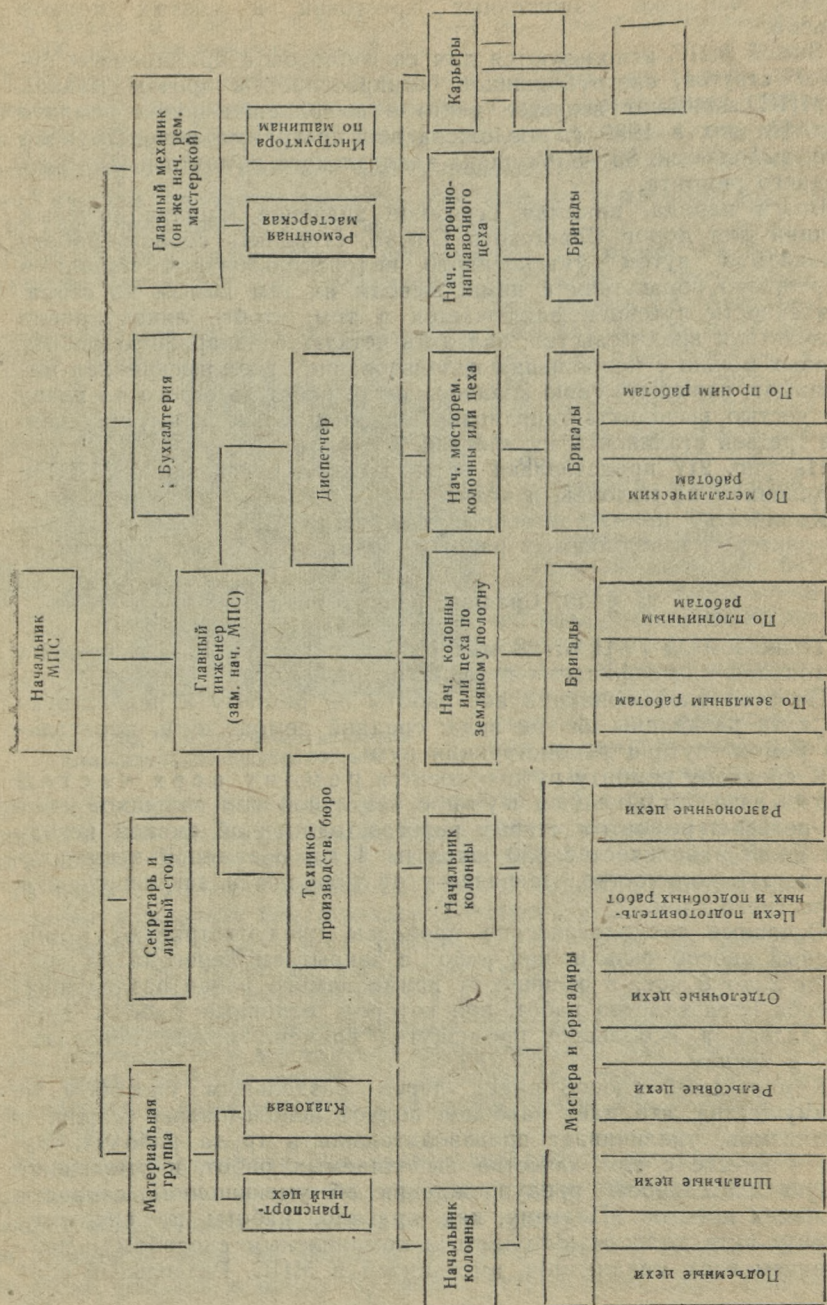 Начальник
МПС
Материальная
группа
Секретарь и
личный стол
Главный
инженер
(зам. нач. МПС)
Бухгалтерия
Главный механик
(он же нач. рем.
мастерской)
Транспорт-
ный цех
Кладовая
Технико-
производств. бюро
Диспетчер
Ремонтная
мастерская
Инструктора
по машинам
Начальник
колонны
Начальник
колонны
Нач. колонны
или цеха по
земляному полотну
Нач. мосторем.
колонны или цеха
Нач. сварочно-
наплавочного
цеха
Карьеры
Мастера и бригадиры
Бригады
Бригады
Бригады
Подъемные цехи
Шпальные цехи
Рельсовые цехи
Отделочные цехи
Цехи подготовитель-
ных и подсобных работ
Разгоночные цехи
По земляным работам
По плотничным
работам
По металлическим
работам
По прочим работам